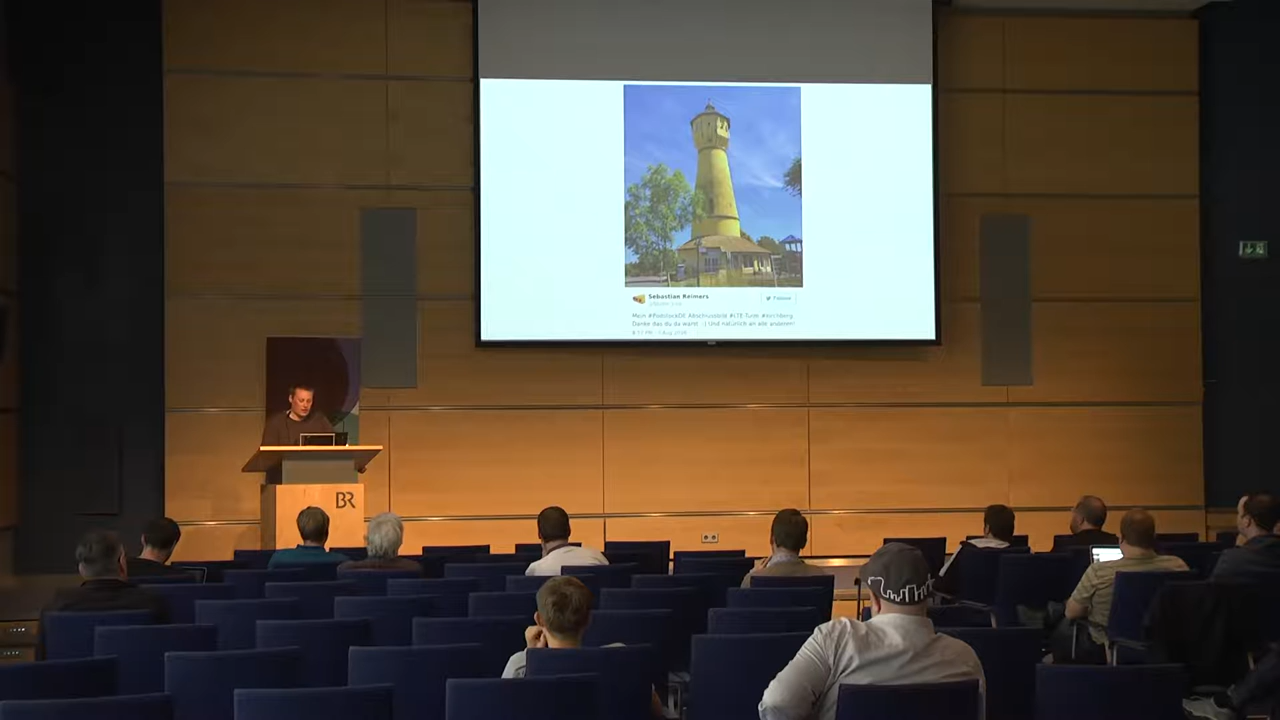 Sebastian Reimers
Follow
Mein #PodstockDE Abschlussbild #LTE Turm #Kirchberg.
Danke das du da warst :-) Und natürlich an alle anderen!
BR